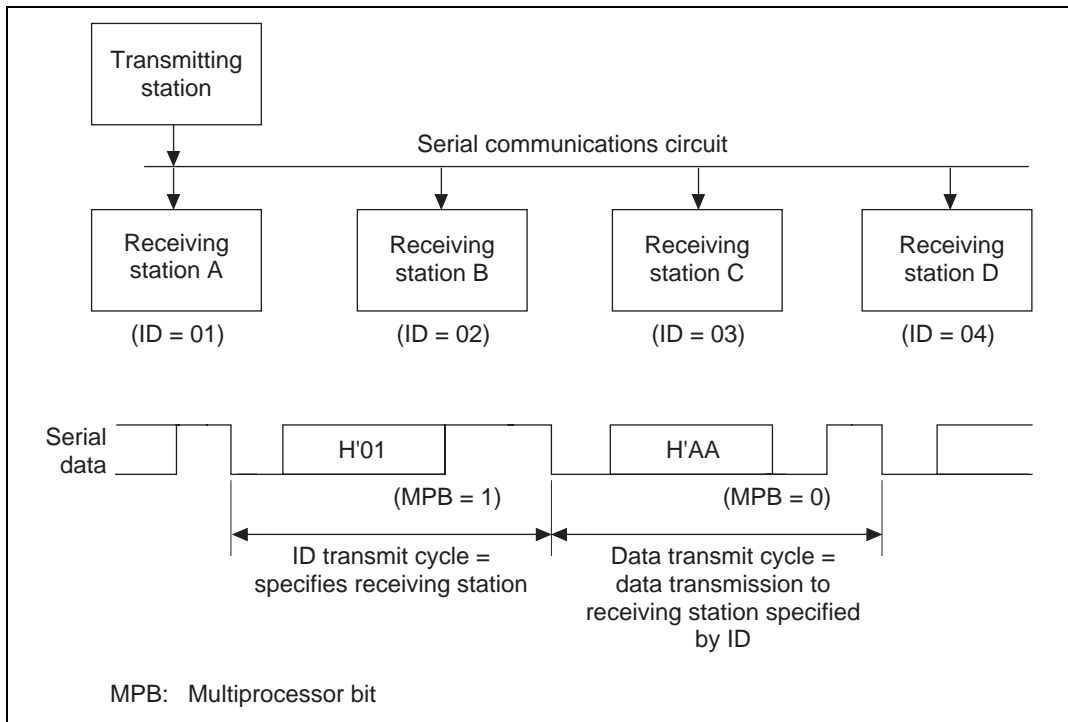 Transmitting
station
Serial communications circuit
Receiving
station A
Receiving
station B
Receiving
station C
Receiving
station D
(ID = 01)
(ID = 02)
(ID = 03)
(ID = 04)
Serial
data
H'01
H'AA
(MPB = 1)
(MPB = 0)
ID transmit cycle =
specifies receiving station
Data transmit cycle =
data transmission to
receiving station specified
by ID
MPB: Multiprocessor bit